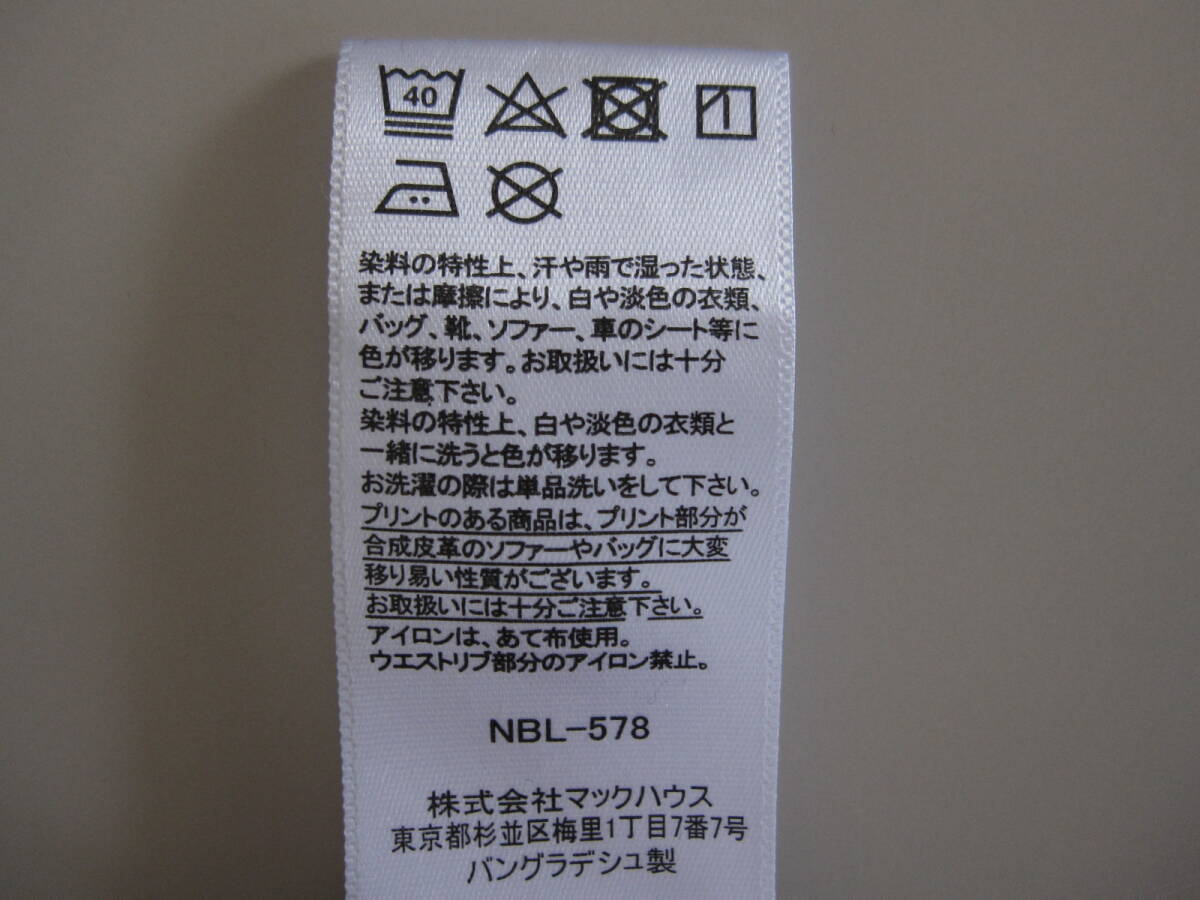 40
染料の特性上、汗や雨で湿った状態、
または摩擦により、白や淡色の衣類、
バッグ、靴、ソファー、車のシート等に
色が移ります。お取扱いには十分
ご注意下さい。
染料の特性上、白や淡色の衣類と
一緒に洗うと色が移ります。
お洗濯の際は単品洗いをして下さい。
プリントのある商品は、プリント部分が
合成皮革のソファーやバッグに大変
移り易い性質がございます。
お取扱いには十分ご注意下さい。
アイロンは、あて布使用。
ウエストリブ部分のアイロン禁止。
NBL-578
株式会社マックハウス
東京都杉並区梅里1丁目7番7号
バングラデシュ製